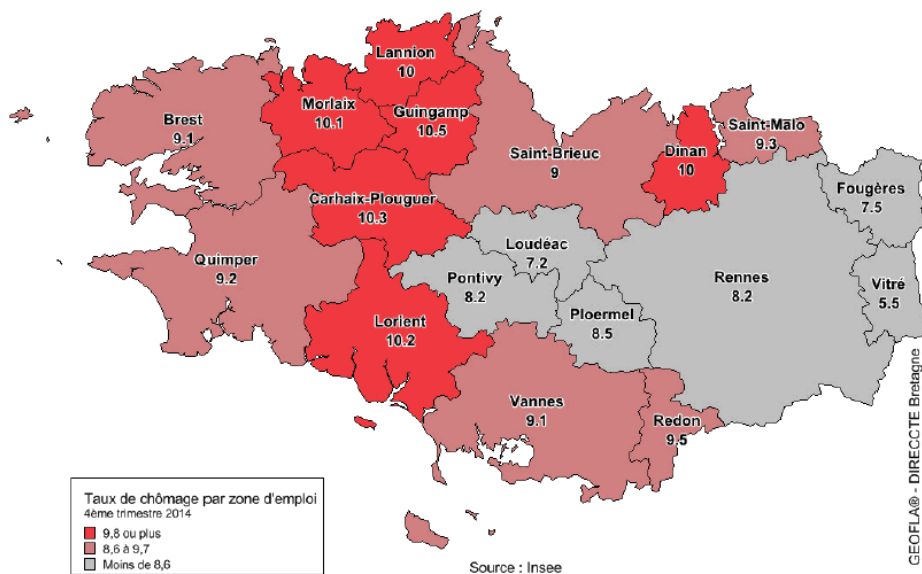 Lannion
10
Morlaix
10.1
Guingamp
10.5
Brest
9.1
Saint-Brieuc
9
Dinan
10
Saint-Malo
9.3
Fougères
7.5
Carhaix-Plouguer
10.3
Loudéac
7.2
Quimper
9.2
Pontivy
8.2
Rennes
8.2
Vitré
5.5
Ploermel
8.5
Lorient
10.2
Vannes
9.1
Redon
9.5
Taux de chômage par zone d'emploi
4ème trimestre 2014
9,8 ou plus
8,6 à 9,7
Moins de 8,6
Source : Insee
GEOFLA® - DIRECCTE Bretagne